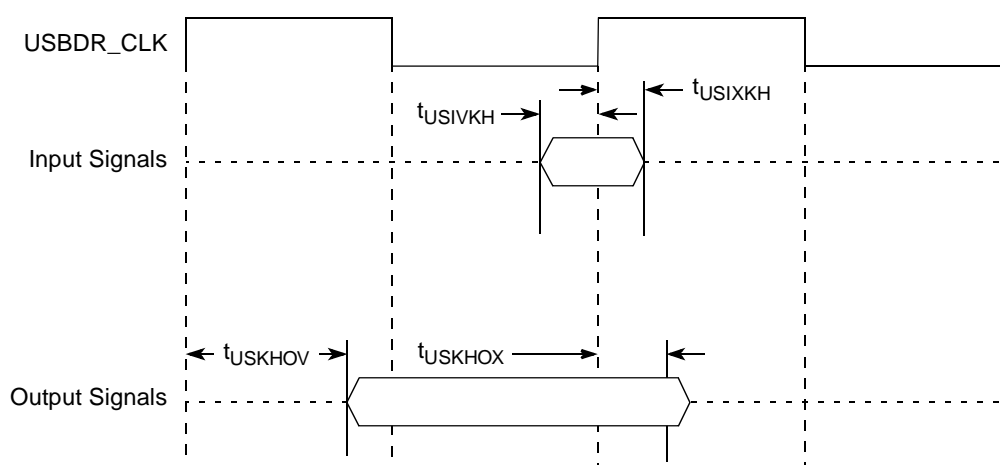 USBDR_CLK
tUSIXKH
tUSIVKH
Input Signals
tUSKHOV
tUSKHOX
Output Signals